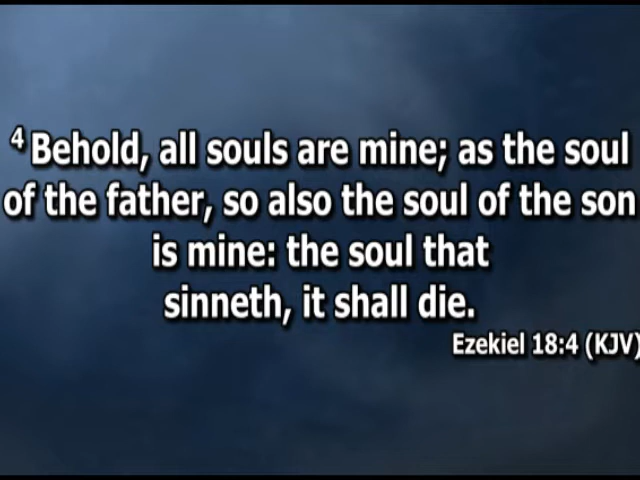 4 Behold, all souls are mine; as the soul
of the father, so also the soul of the son
is mine: the soul that
sinneth, it shall die.
Ezekiel 18:4 (KJV)